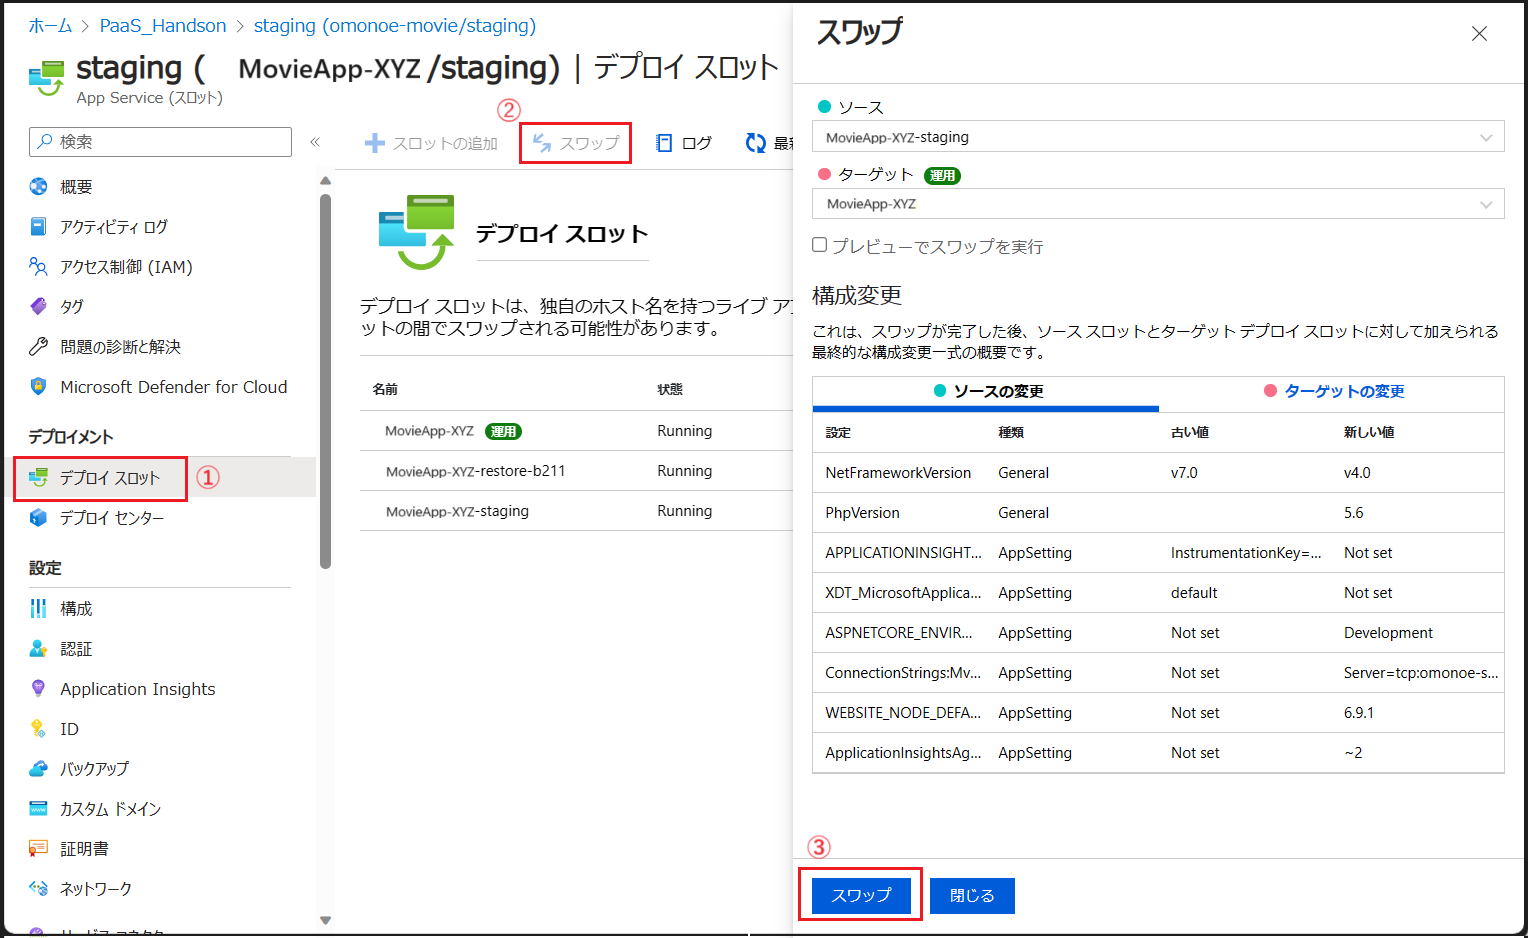 ホーム > PaaS_Handson > staging (omonoe-movie/staging)
staging ( MovieApp-XYZ /staging) | デプロイ スロット
App Service (スロット)
検索
«
概要
アクティビティ ログ
アクセス制御 (IAM)
タグ
問題の診断と解決
Microsoft Defender for Cloud
デプロイメント
デプロイ スロット ①
デプロイ センター
設定
構成
認証
Application Insights
ID
バックアップ
カスタム ドメイン
証明書
ネットワーク
②
スロットの追加 スワップ ログ 最新
デプロイ スロット
デプロイ スロットは、独自のホスト名を持つライブ アプ
ットの間でスワップされる可能性があります。
名前 状態
MovieApp-XYZ 運用 Running
MovieApp-XYZ-restore-b211 Running
MovieApp-XYZ-staging Running
スワップ
ソース
MovieApp-XYZ-staging
ターゲット 運用
MovieApp-XYZ
プレビューでスワップを実行
構成変更
これは、スワップが完了した後、ソース スロットとターゲット デプロイ スロットに対して加えられる
最終的な構成変更一式の概要です。
ソースの変更 ターゲットの変更
設定 種類 古い値 新しい値
NetFrameworkVersion General v7.0 v4.0
PhpVersion General 5.6
APPLICATIONINSIGHT... AppSetting InstrumentationKey=... Not set
XDT_MicrosoftApplica... AppSetting default Not set
ASPNETCORE_ENVIR... AppSetting Not set Development
ConnectionStrings:Mv... AppSetting Not set Server=tcp:omonoe-s...
WEBSITE_NODE_DEFA... AppSetting Not set 6.9.1
ApplicationInsightsAg... AppSetting Not set ~2
③
スワップ 閉じる